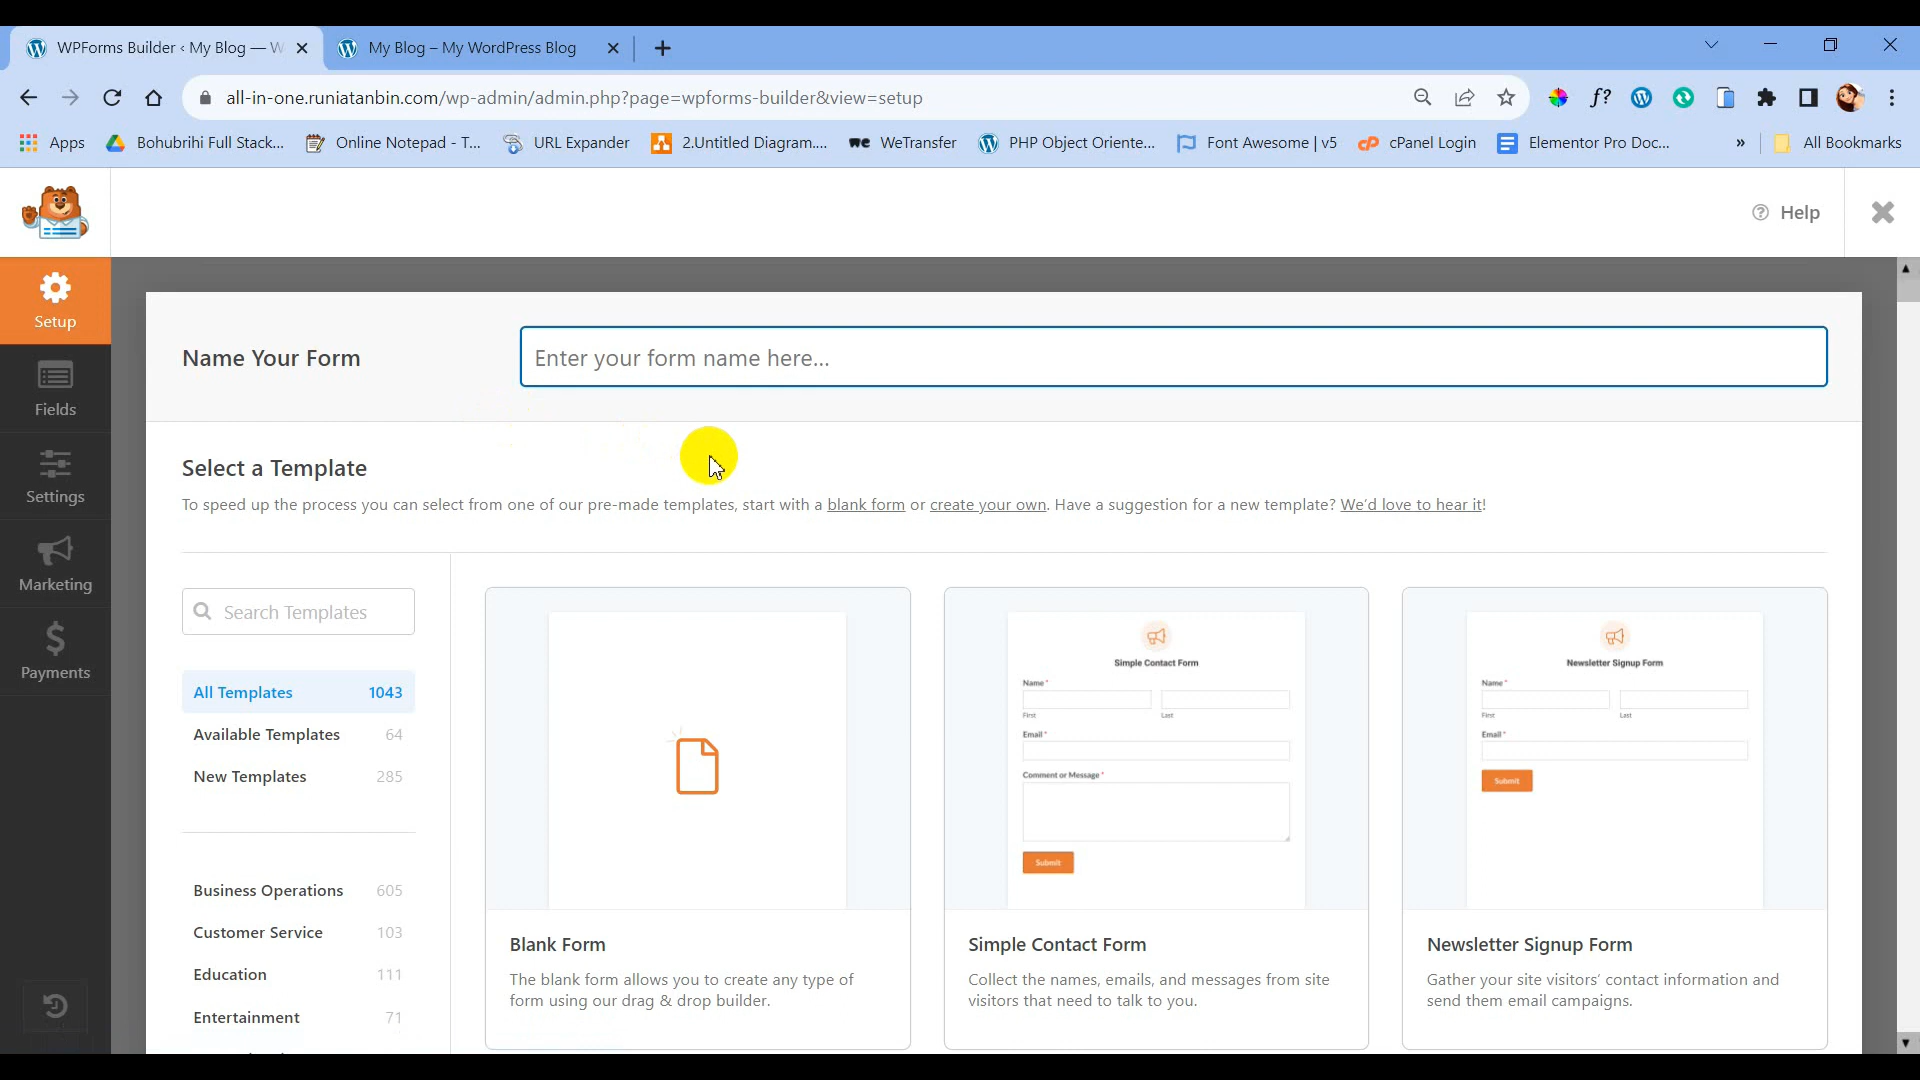 WPForms Builder ‹ My Blog — W
My Blog – My WordPress Blog
all-in-one.runiatanbin.com/wp-admin/admin.php?page=wpforms-builder&view=setup
f?
Apps
Bohubrihi Full Stack...
Online Notepad - T...
URL Expander
2.Untitled Diagram....
WeTransfer
PHP Object Oriente...
Font Awesome | v5
cPanel Login
Elementor Pro Doc...
»
All Bookmarks
Help
Setup
Fields
Settings
Marketing
Payments
Name Your Form
Enter your form name here...
Select a Template
To speed up the process you can select from one of our pre-made templates, start with a blank form or create your own. Have a suggestion for a new template? We’d love to hear it!
Search Templates
All Templates 1043
Available Templates 64
New Templates 285
Business Operations 605
Customer Service 103
Education 111
Entertainment 71
Blank Form
The blank form allows you to create any type of
form using our drag & drop builder.
Simple Contact Form
Name *
First Last
Email *
Comment or Message *
Submit
Simple Contact Form
Collect the names, emails, and messages from site
visitors that need to talk to you.
Newsletter Signup Form
Name *
First Last
Email *
Submit
Newsletter Signup Form
Gather your site visitors’ contact information and
send them email campaigns.